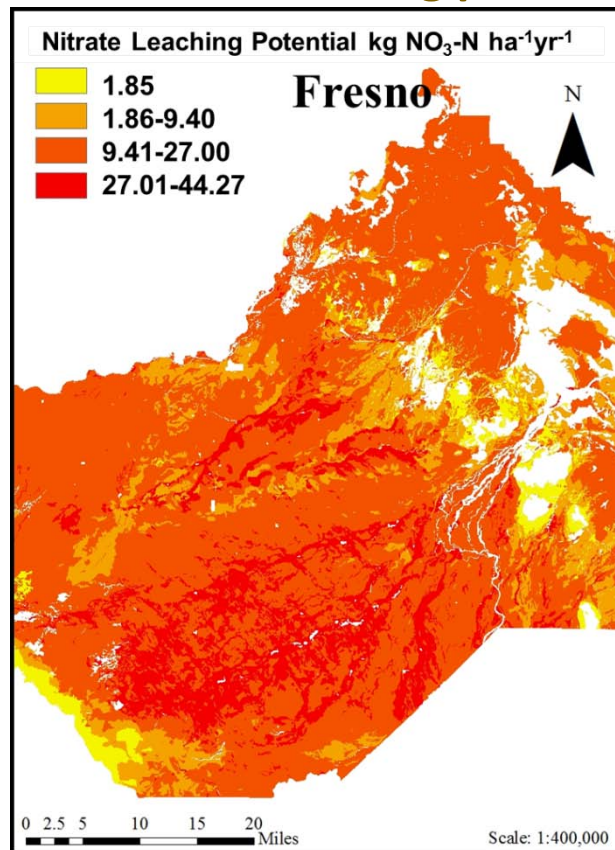 Nitrate Leaching Potential kg NO₃-N ha⁻¹yr⁻¹
1.85
1.86-9.40
9.41-27.00
27.01-44.27
Fresno
N
0 2.5 5 10 15 20
Miles
Scale: 1:400,000